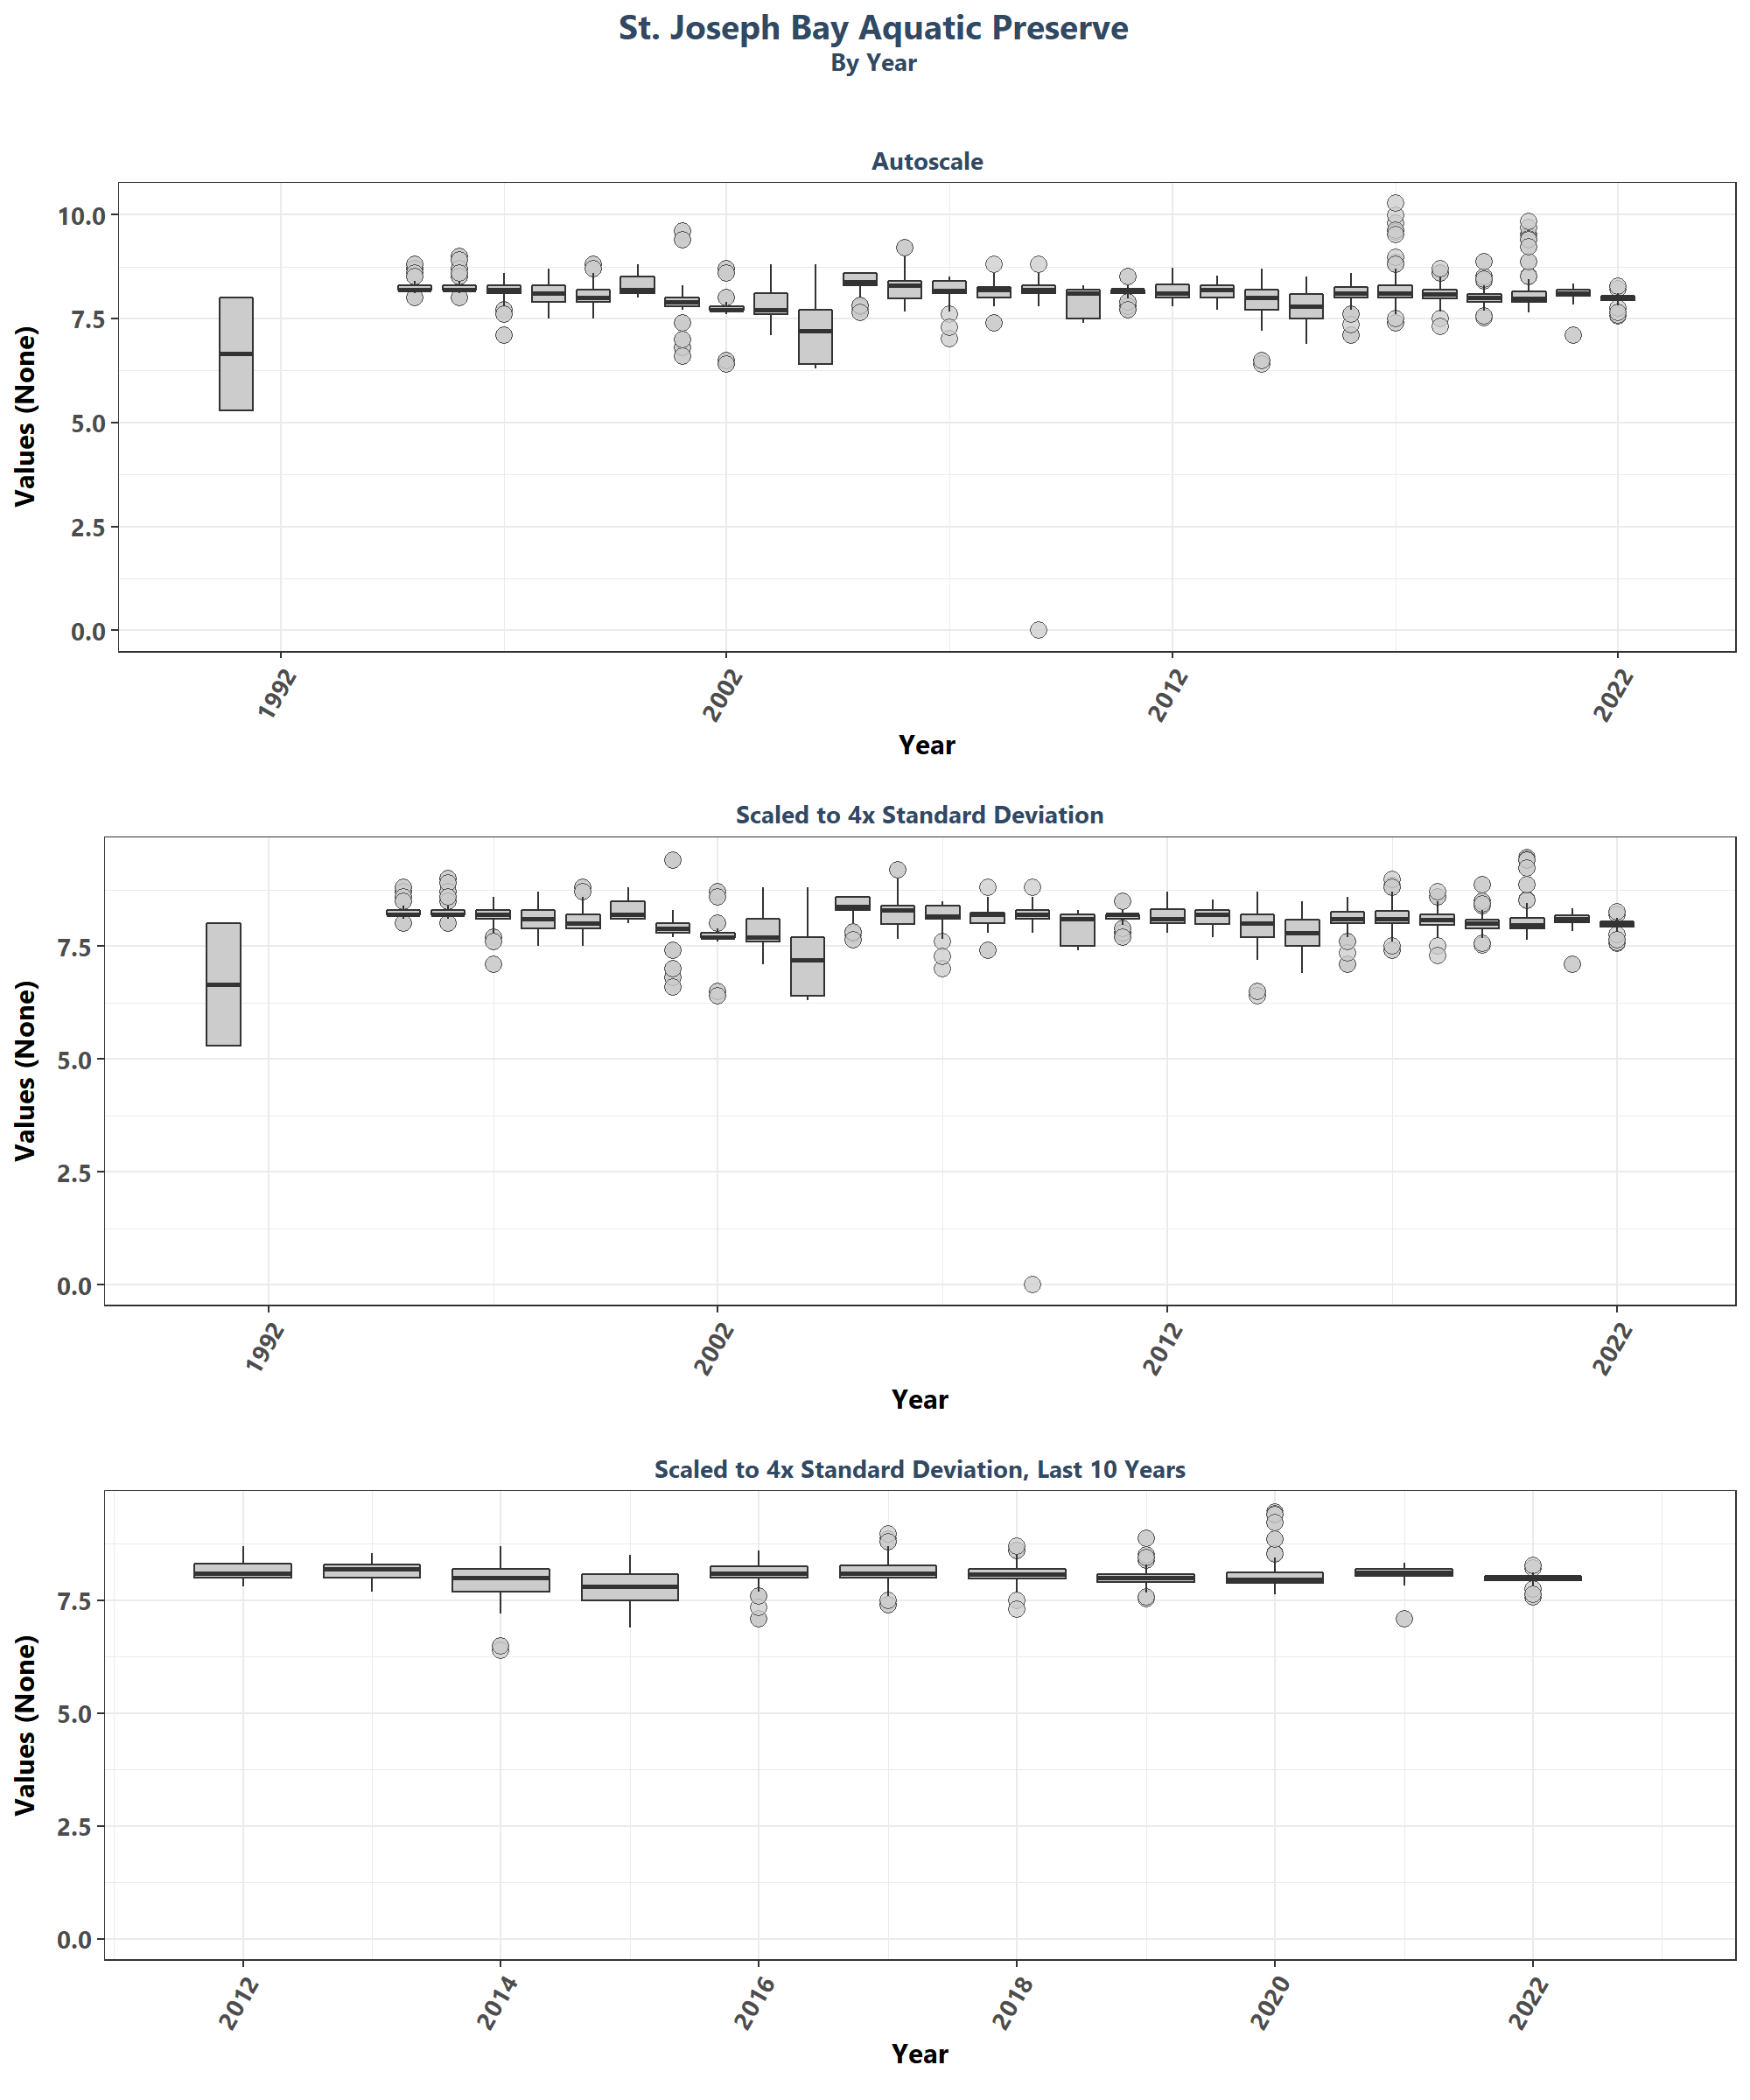 St. Joseph Bay Aquatic Preserve
By Year
Autoscale
Values (None)
10.0
7.5
5.0
2.5
0.0
1992
2002
2012
2022
Year
Scaled to 4x Standard Deviation
Values (None)
7.5
5.0
2.5
0.0
1992
2002
2012
2022
Year
Scaled to 4x Standard Deviation, Last 10 Years
Values (None)
7.5
5.0
2.5
0.0
2012
2014
2016
2018
2020
2022
Year